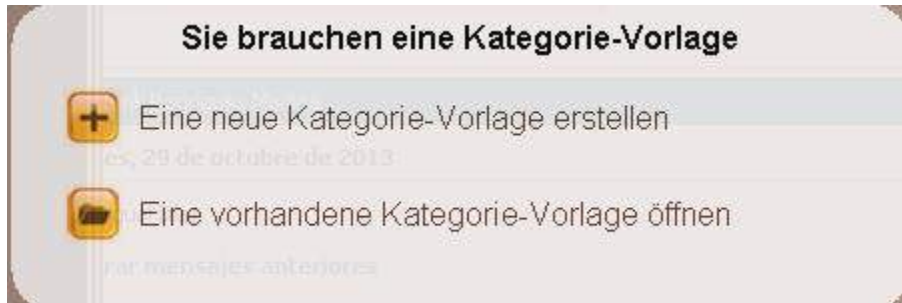 Sie brauchen eine Kategorie-Vorlage
Eine neue Kategorie-Vorlage erstellen
es, 29 de octubre de 2013
Eine vorhandene Kategorie-Vorlage öffnen
rar mensajes anteriores